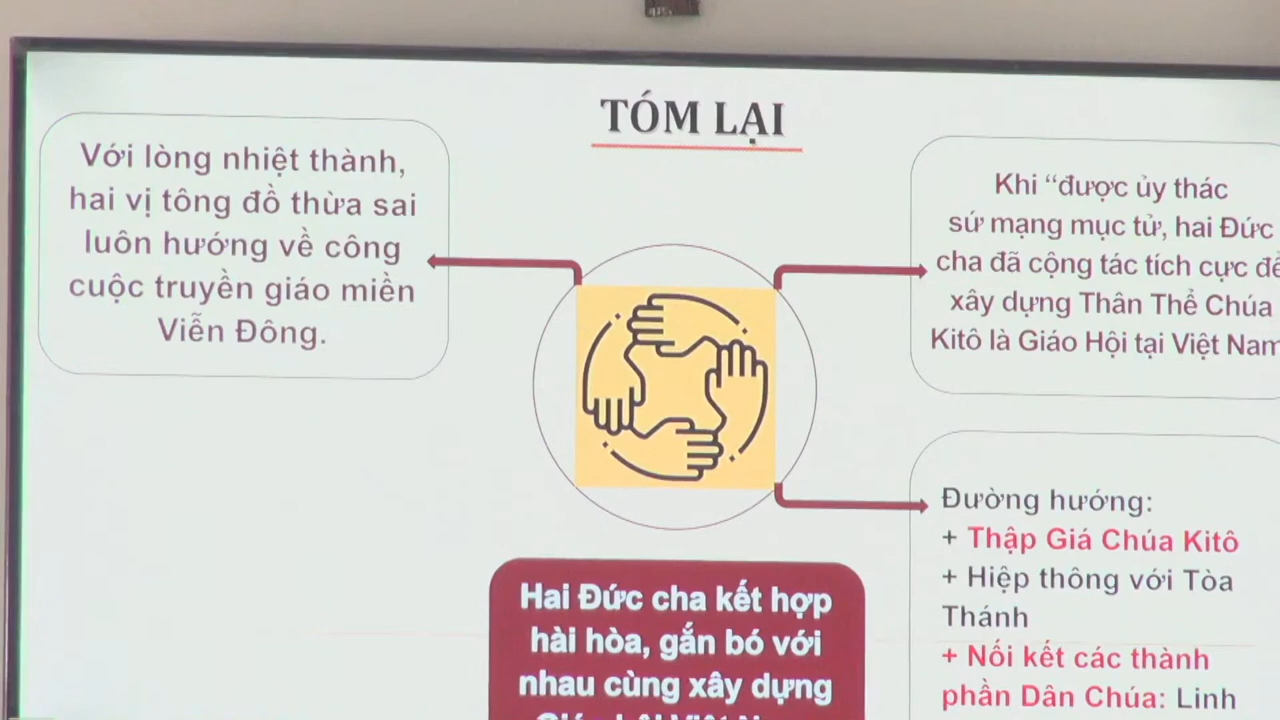 TÓM LẠI
Với lòng nhiệt thành,
hai vị tông đồ thừa sai
luôn hướng về công
cuộc truyền giáo miền
Viễn Đông.
Khi “được ủy thác
sứ mạng mục tử, hai Đức
cha đã cộng tác tích cực để
xây dựng Thân Thể Chúa
Kitô là Giáo Hội tại Việt Nam
Đường hướng:
+ Thập Giá Chúa Kitô
+ Hiệp thông với Tòa
Thánh
+ Nối kết các thành
phần Dân Chúa: Linh
Hai Đức cha kết hợp
hài hòa, gắn bó với
nhau cùng xây dựng